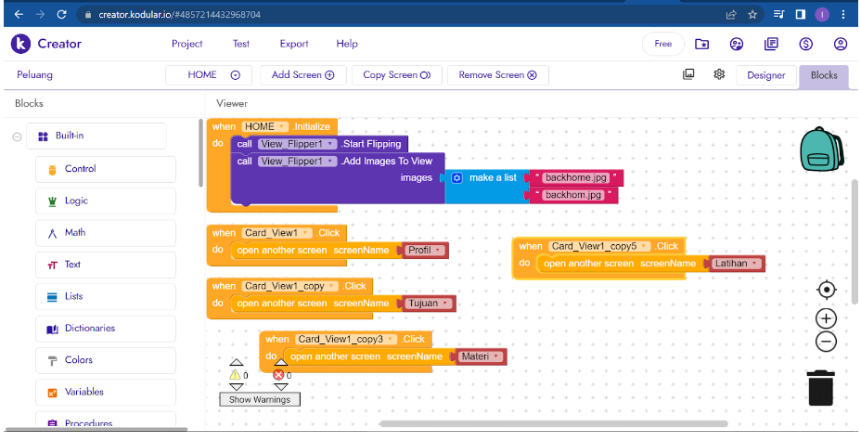 creator.kodular.io/#4857214432968704
I
K Creator
Project Test Export Help
Free
Peluang
HOME
Add Screen
Copy Screen
Remove Screen
Designer
Blocks
Blocks
Viewer
Built-in
Control
Logic
Math
Text
Lists
Dictionaries
Colors
Variables
Procedures
when HOME .Initialize
do call View_Flipper1 .Start Flipping
call View_Flipper1 .Add Images To View
images make a list " backhome.jpg "
" backhom.jpg "
when Card_View1 .Click
do open another screen screenName Profil
when Card_View1_copy5 .Click
do open another screen screenName Latihan
when Card_View1_copy .Click
do open another screen screenName Tujuan
when Card_View1_copy3 .Click
do open another screen screenName Materi
0 0
Show Warnings